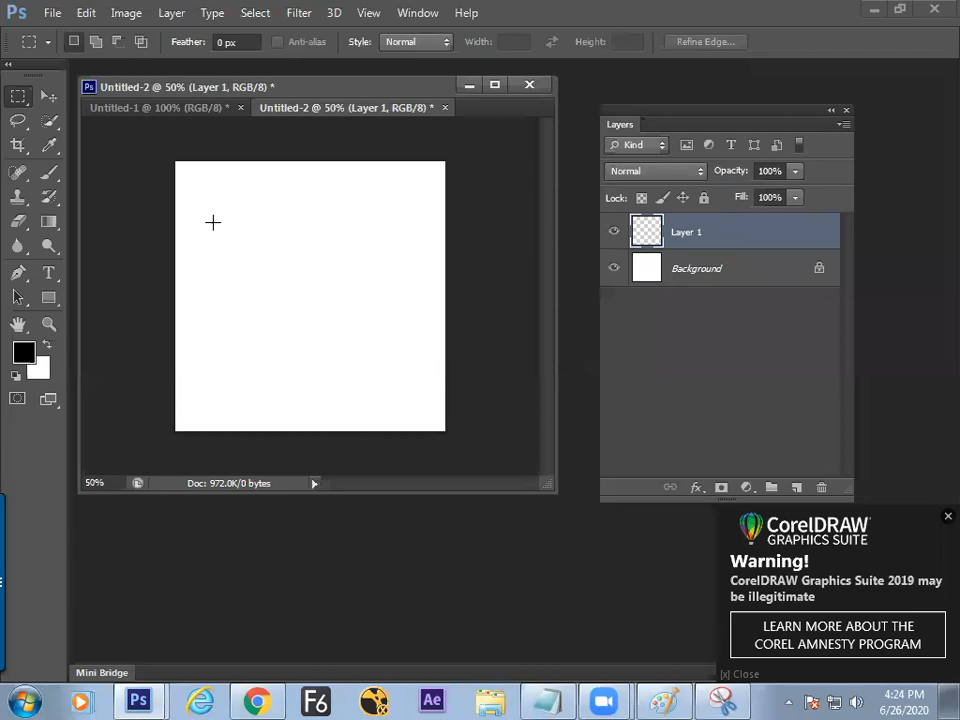 Ps File Edit Image Layer Type Select Filter 3D View Window Help
Feather: 0 px Anti-alias Style: Normal Width: Height: Refine Edge...
Ps Untitled-2 @ 50% (Layer 1, RGB/8) *
Untitled-1 @ 100% (RGB/8) * × Untitled-2 @ 50% (Layer 1, RGB/8) * ×
Layers
Kind
Normal Opacity: 100%
Lock: Fill: 100%
Layer 1
Background
50% Doc: 972.0K/0 bytes
CorelDRAW
GRAPHICS SUITE
Warning!
CorelDRAW Graphics Suite 2019 may
be illegitimate
LEARN MORE ABOUT THE
COREL AMNESTY PROGRAM
[x] Close
Mini Bridge
Ps F6 Ae
4:24 PM
6/26/2020